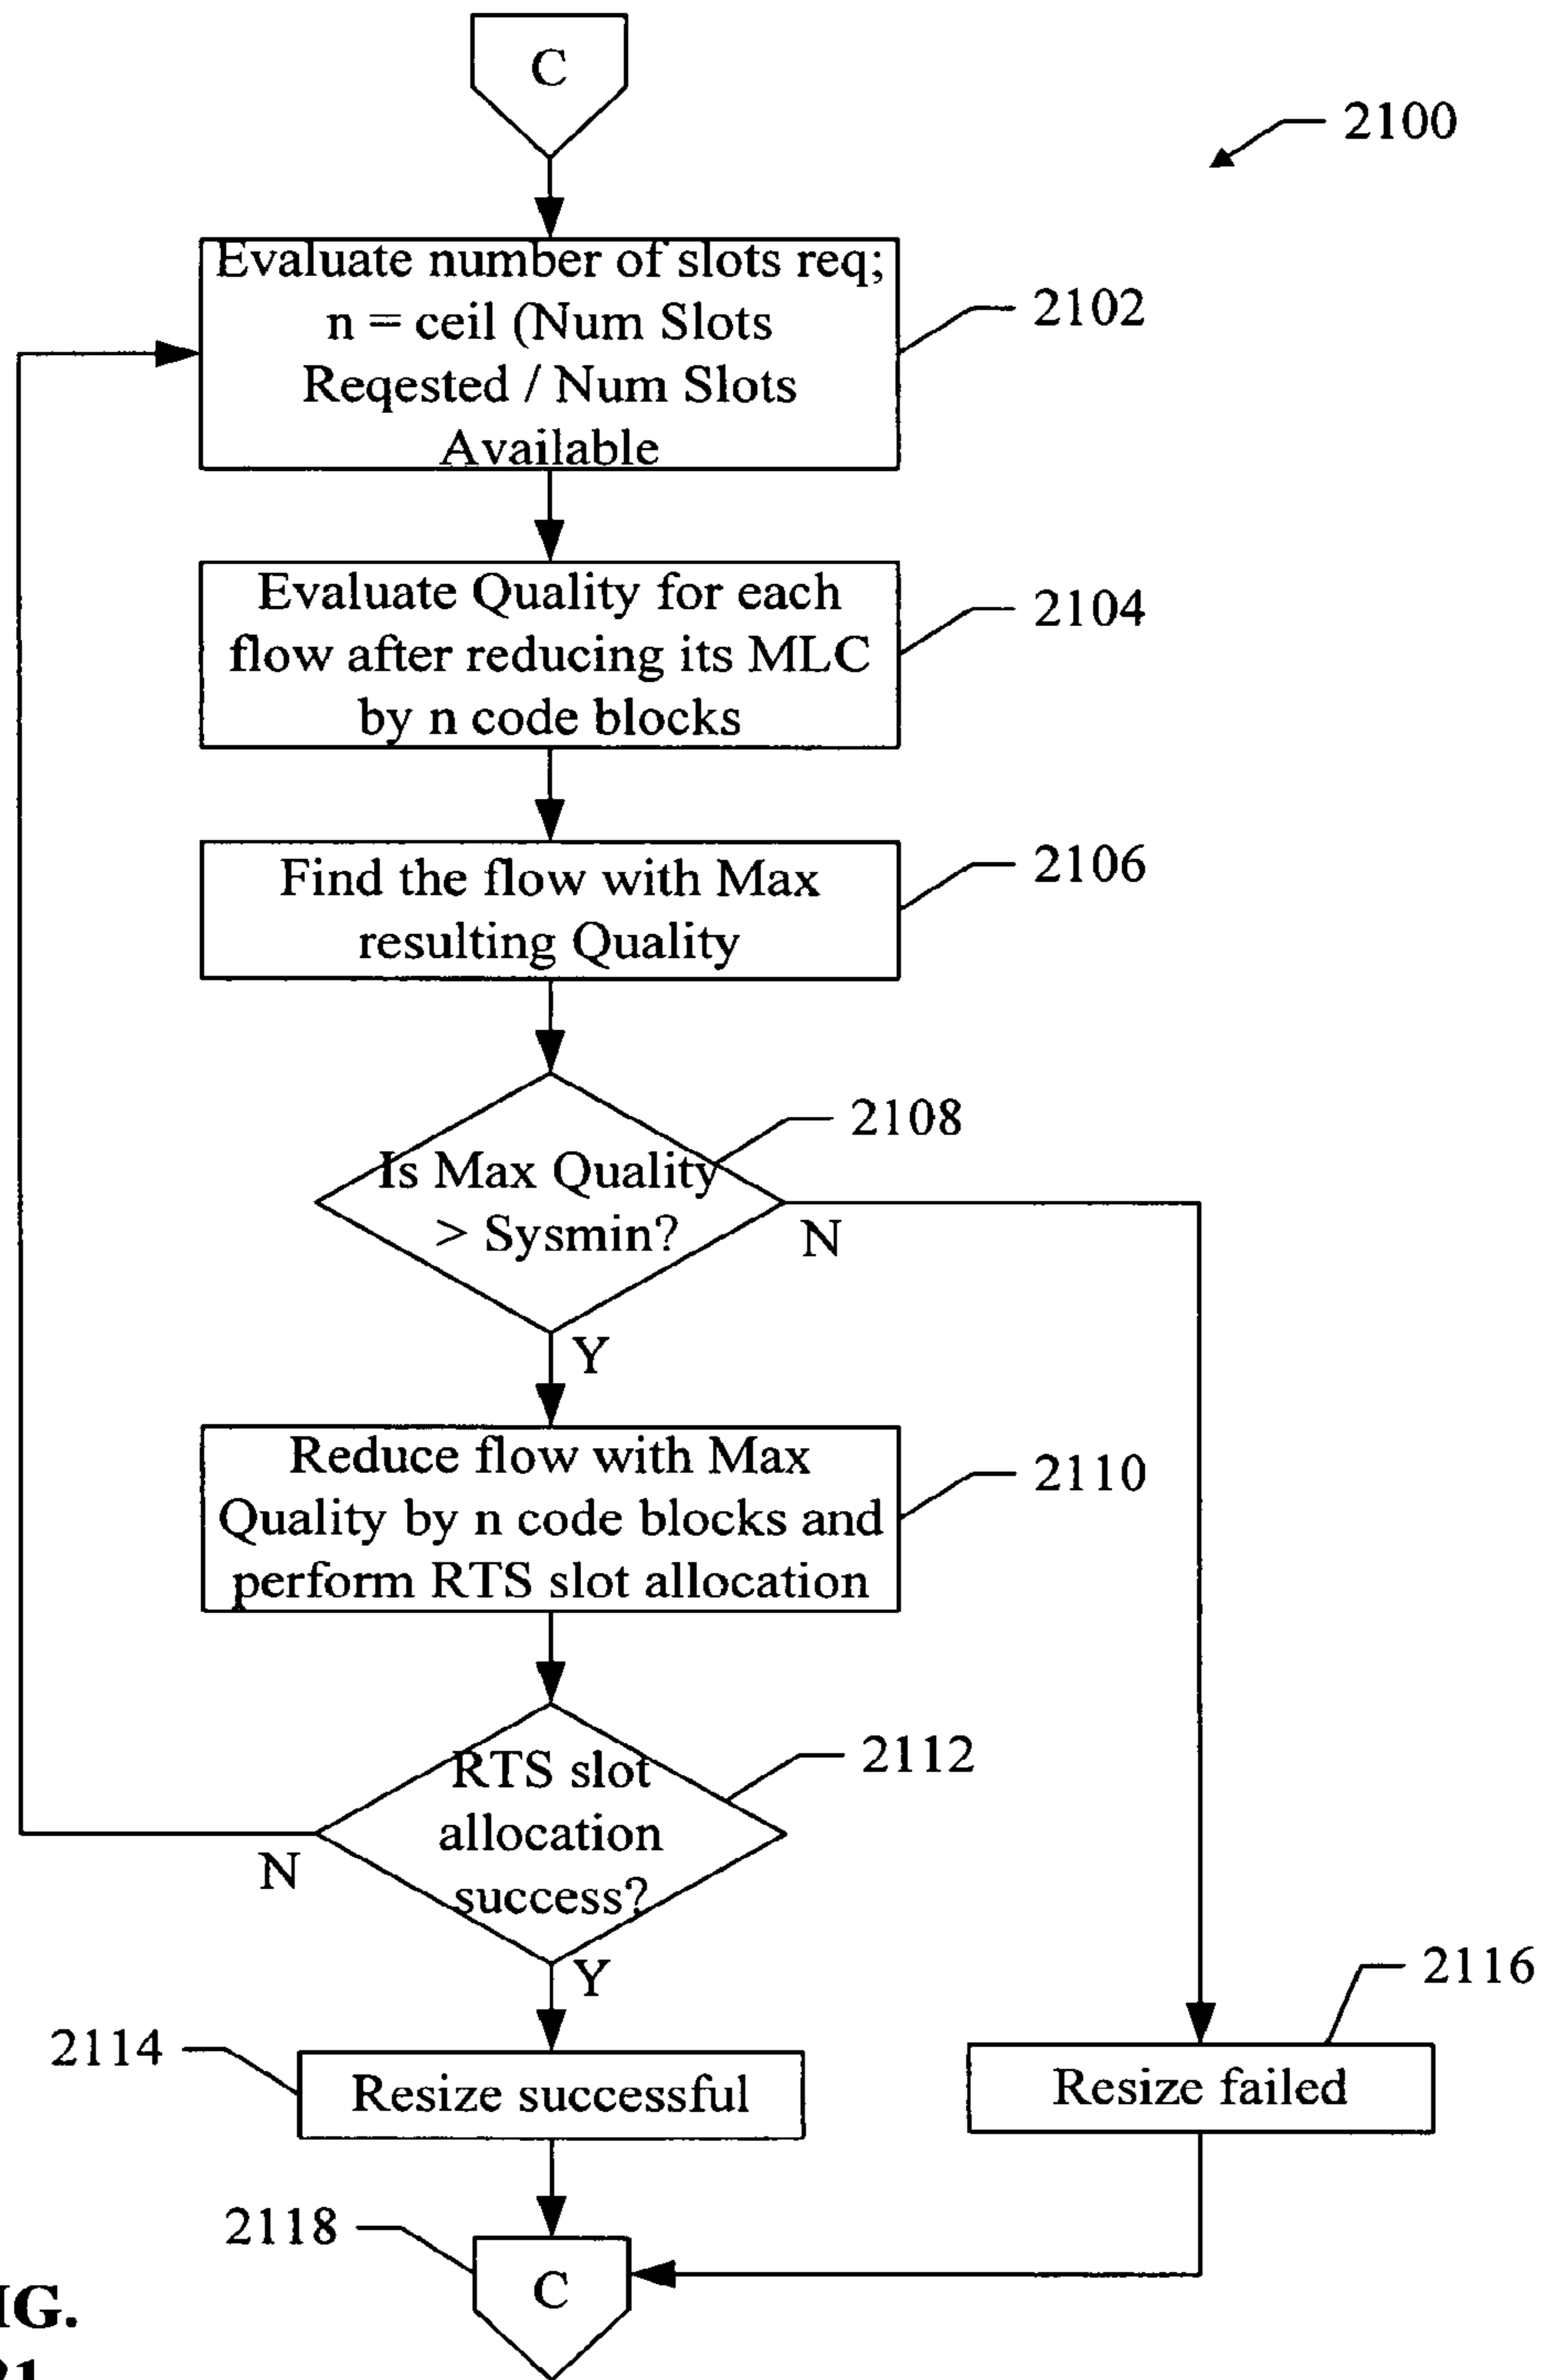 C
2100
Evaluate number of slots req;
n = ceil (Num Slots
Reqested / Num Slots
Available
2102
Evaluate Quality for each
flow after reducing its MLC
by n code blocks
2104
Find the flow with Max
resulting Quality
2106
Is Max Quality
> Sysmin?
2108
N
Y
Reduce flow with Max
Quality by n code blocks and
perform RTS slot allocation
2110
RTS slot
allocation
success?
2112
N
Y
2114
Resize successful
2116
Resize failed
2118
C
IG.
21